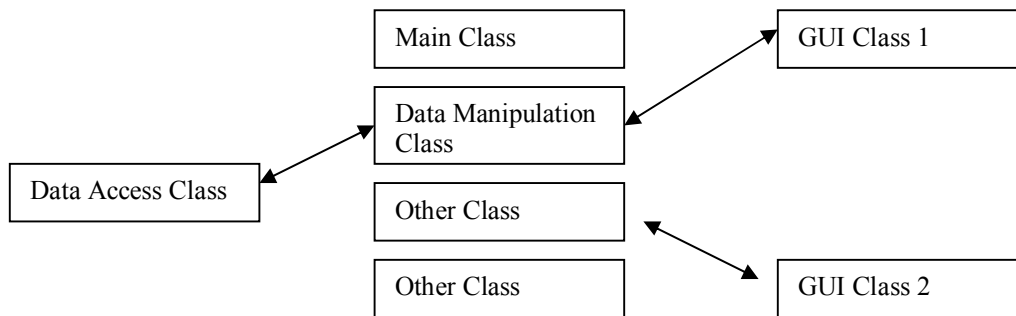 Main Class
GUI Class 1
Data Manipulation
Class
Data Access Class
Other Class
Other Class
GUI Class 2